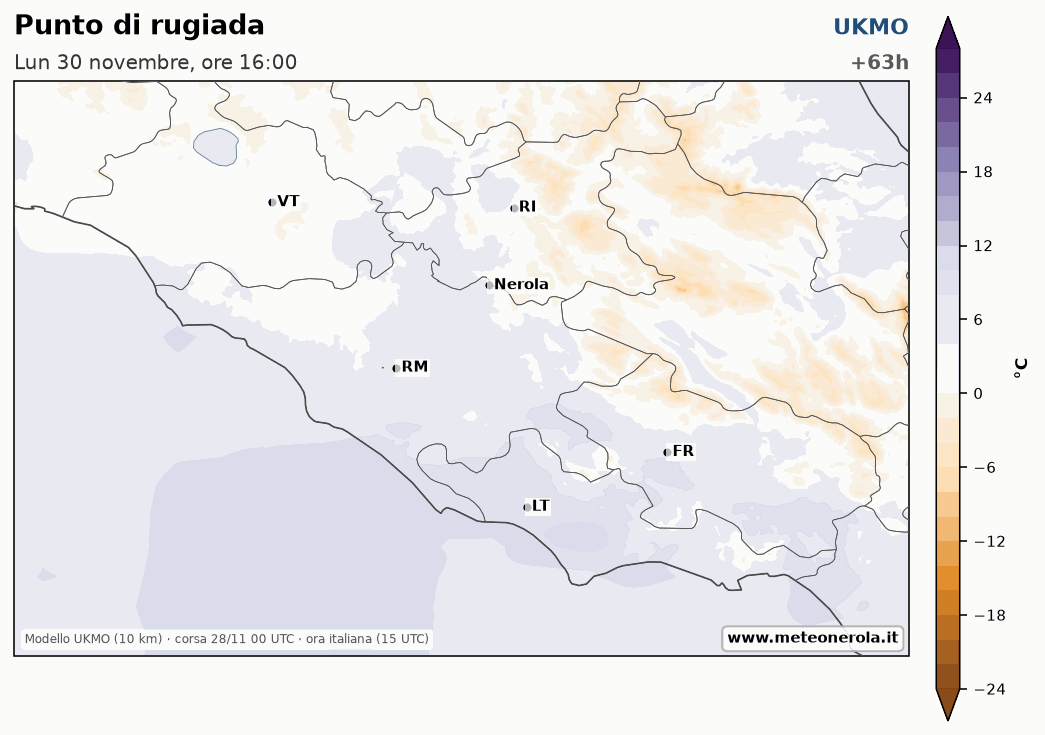 Punto di rugiada
UKMO
Lun 30 novembre, ore 16:00
+63h
24
18
12
6
0
−6
−12
−18
−24
°C
VT
RI
Nerola
RM
FR
LT
Modello UKMO (10 km) · corsa 28/11 00 UTC · ora italiana (15 UTC)
www.meteonerola.it